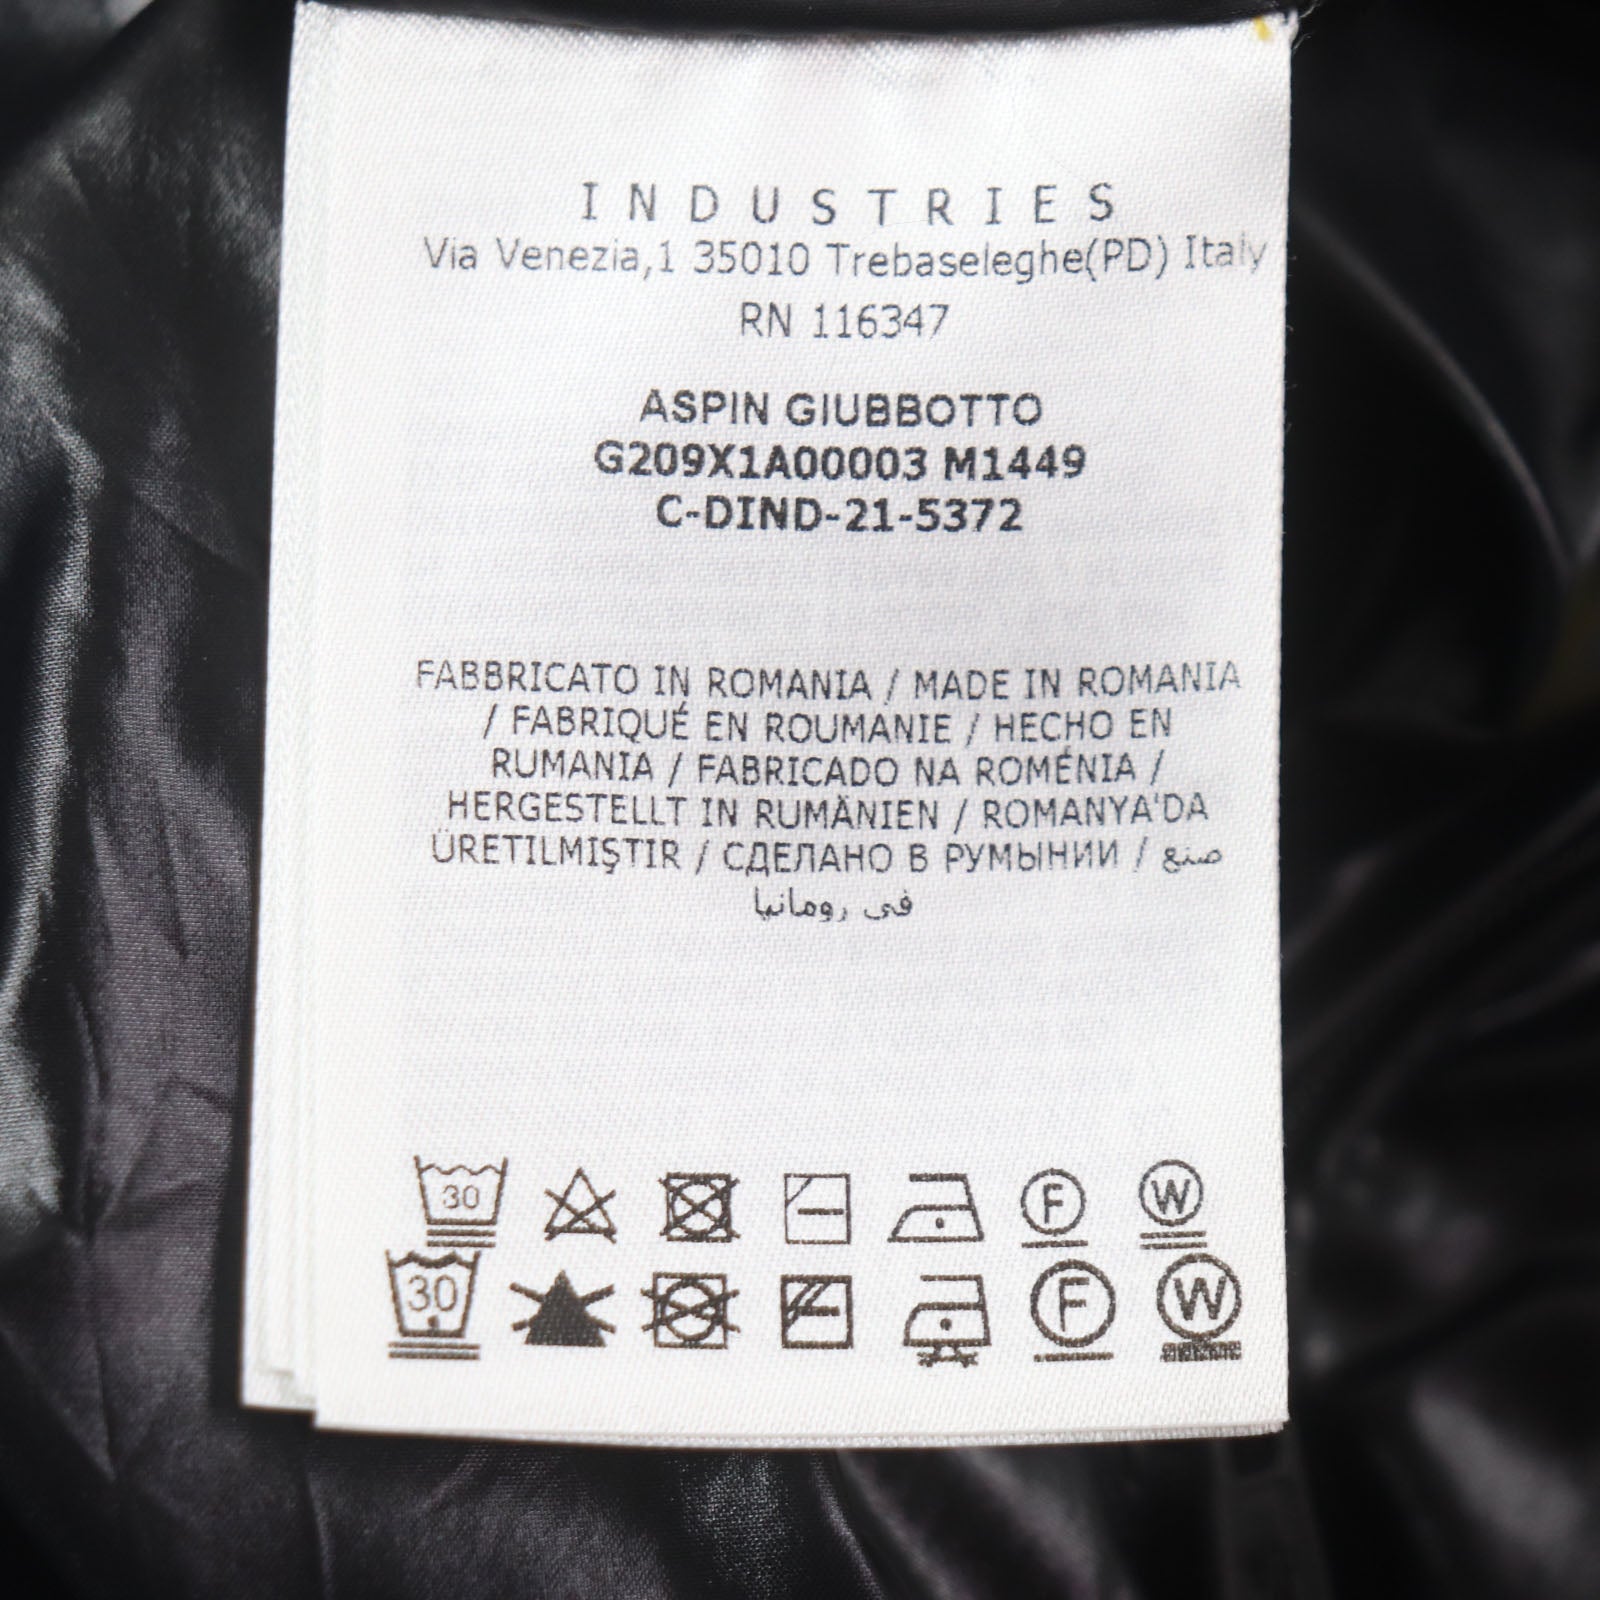 INDUSTRIES
Via Venezia,1 35010 Trebaseleghe(PD) Italy
RN 116347
ASPIN GIUBBOTTO
G209X1A00003 M1449
C-DIND-21-5372
FABBRICATO IN ROMANIA / MADE IN ROMANIA
/ FABRIQUÉ EN ROUMANIE / HECHO EN
RUMANIA / FABRICADO NA ROMÉNIA /
HERGESTELLT IN RUMÄNIEN / ROMANYA'DA
ÜRETILMIŞTIR / СДЕЛАНО В РУМЫНИИ / صنع
في رومانيا
30 F W
30 F W